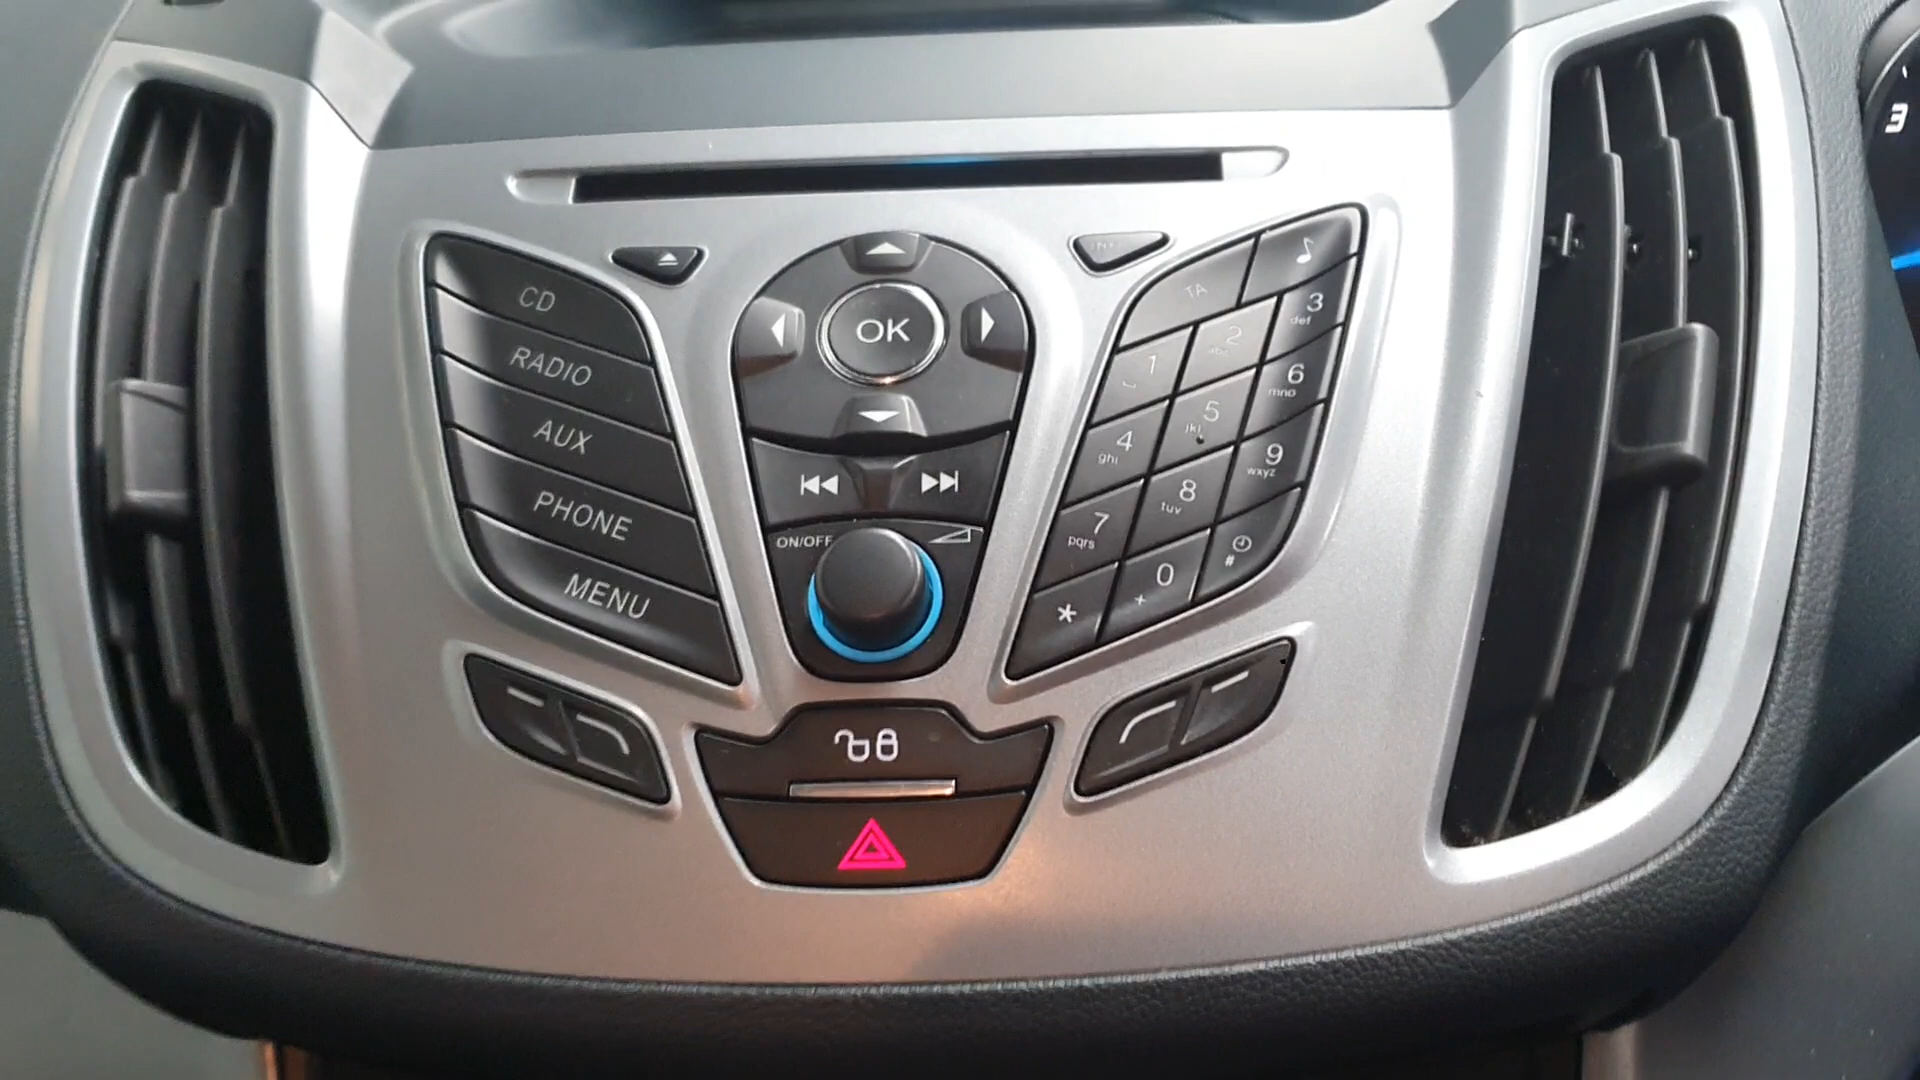 3
CD
RADIO
AUX
PHONE
MENU
OK
ON/OFF
TA
1
2 abc
3 def
4 ghi
5 jkl
6 mno
7 pqrs
8 tuv
9 wxyz
*
0 +
#